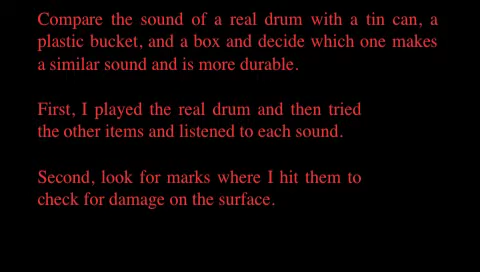 Compare the sound of a real drum with a tin can, a
plastic bucket, and a box and decide which one makes
a similar sound and is more durable.
First, I played the real drum and then tried
the other items and listened to each sound.
Second, look for marks where I hit them to
check for damage on the surface.